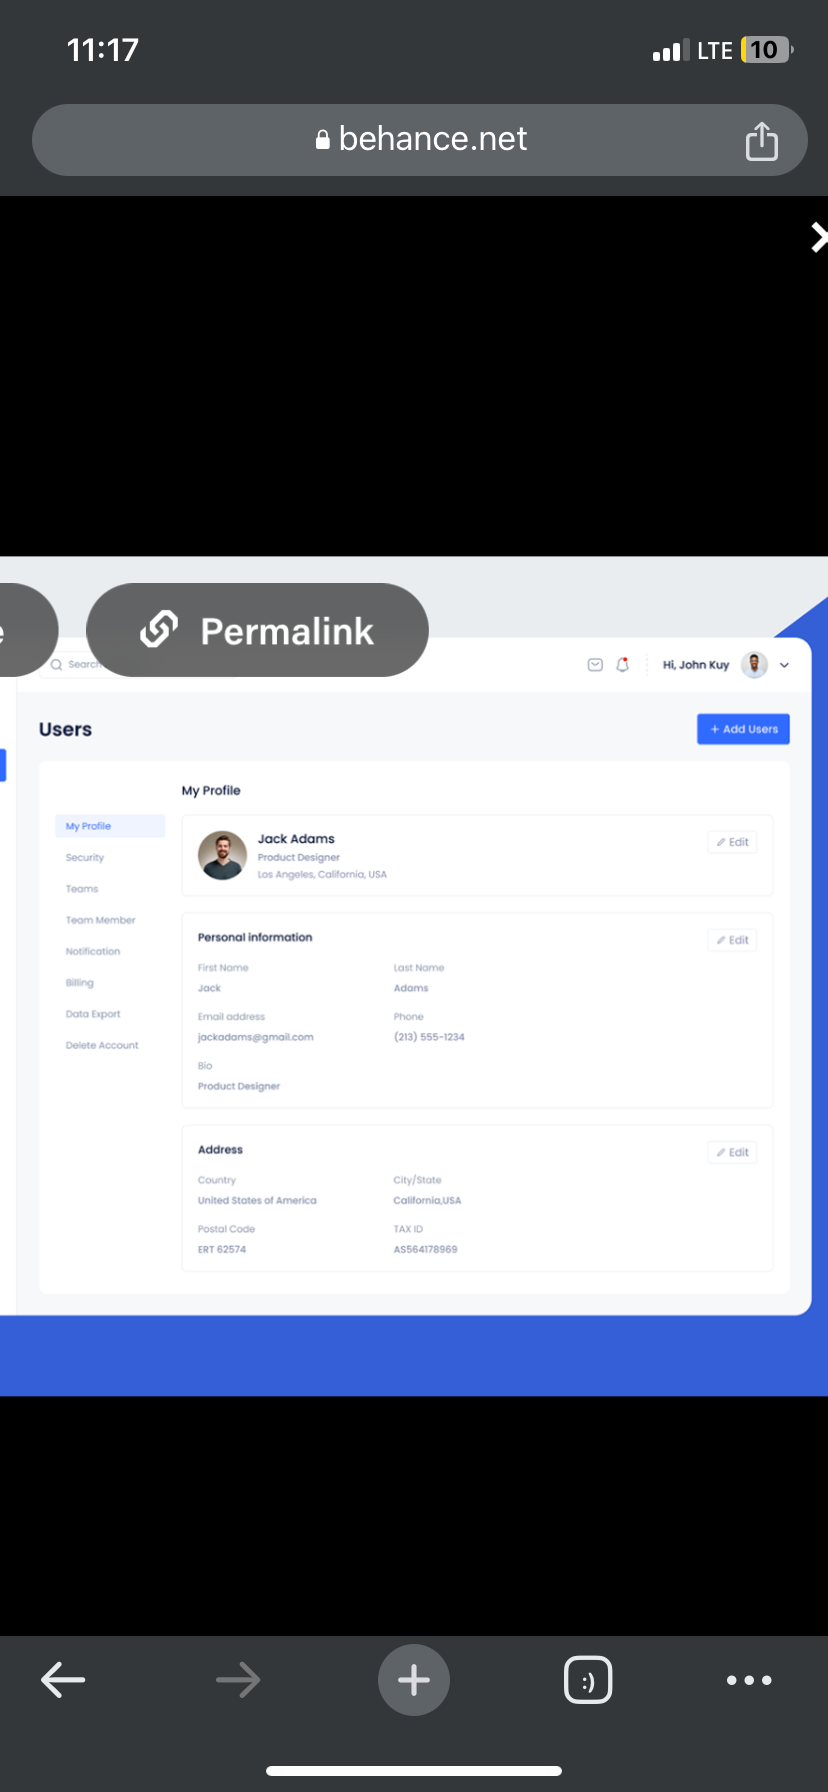 11:17
LTE 10
behance.net
e
Permalink
Search
Hi, John Kuy
Users
+ Add Users
My Profile
My Profile
Security
Teams
Team Member
Notification
Billing
Data Export
Delete Account
Jack Adams
Product Designer
Los Angeles, California, USA
Edit
Personal information
Edit
First Name
Last Name
Jack
Adams
Email address
Phone
jackadams@gmail.com
(213) 555-1234
Bio
Product Designer
Address
Edit
Country
City/State
United States of America
California,USA
Postal Code
TAX ID
ERT 62574
AS564178969
:)